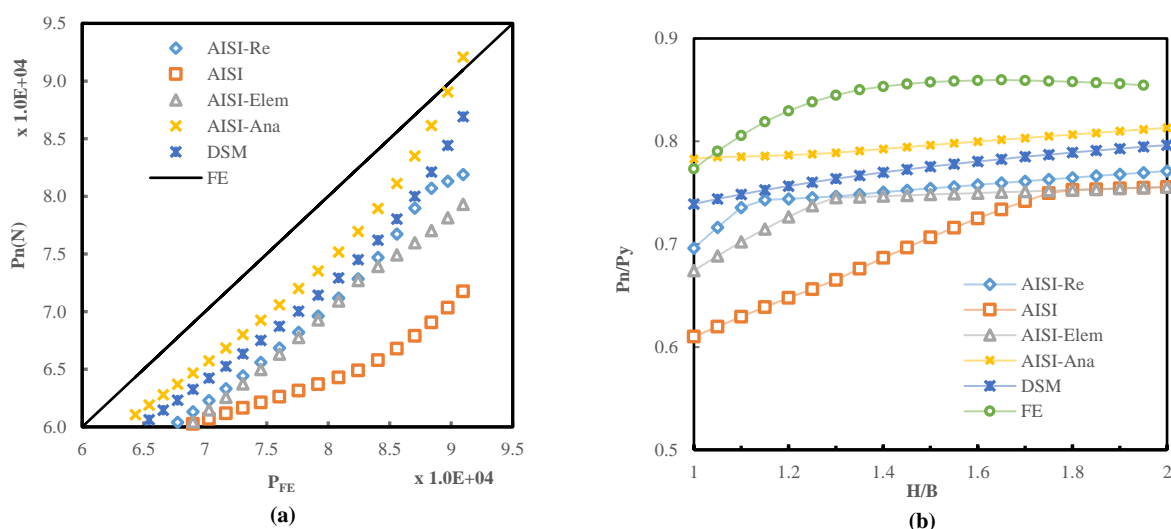 9.5
9.0
8.5
8.0
7.5
7.0
6.5
6.0
x 1.0E+04
Pn(N)
AISI-Re
AISI
AISI-Elem
AISI-Ana
DSM
FE
6 6.5 7 7.5 8 8.5 9 9.5
PFE x 1.0E+04
(a)
0.9
0.8
0.7
0.6
0.5
Pn/Py
AISI-Re
AISI
AISI-Elem
AISI-Ana
DSM
FE
1 1.2 1.4 1.6 1.8 2
H/B
(b)